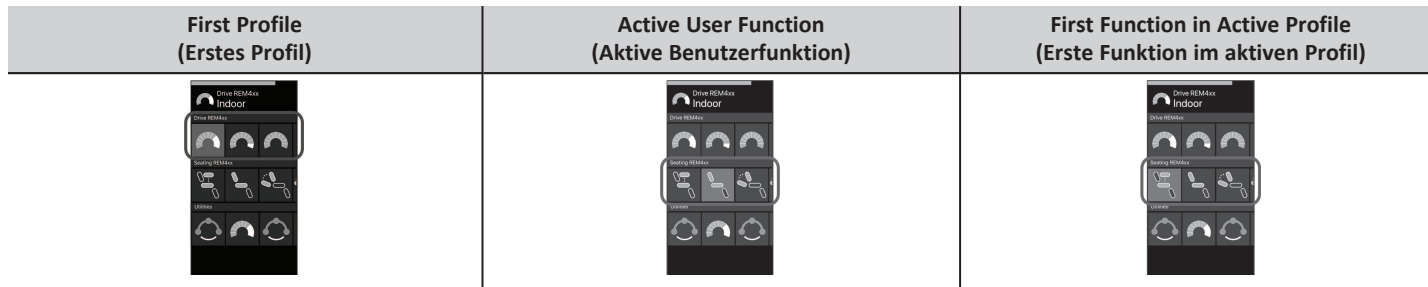 First Profile
(Erstes Profil)
Active User Function
(Aktive Benutzerfunktion)
First Function in Active Profile
(Erste Funktion im aktiven Profil)
Drive REM4xx
Indoor
Drive REM4xx
Seating REM4xx
Utilities
Drive REM4xx
Indoor
Drive REM4xx
Seating REM4xx
Utilities
Drive REM4xx
Indoor
Drive REM4xx
Seating REM4xx
Utilities